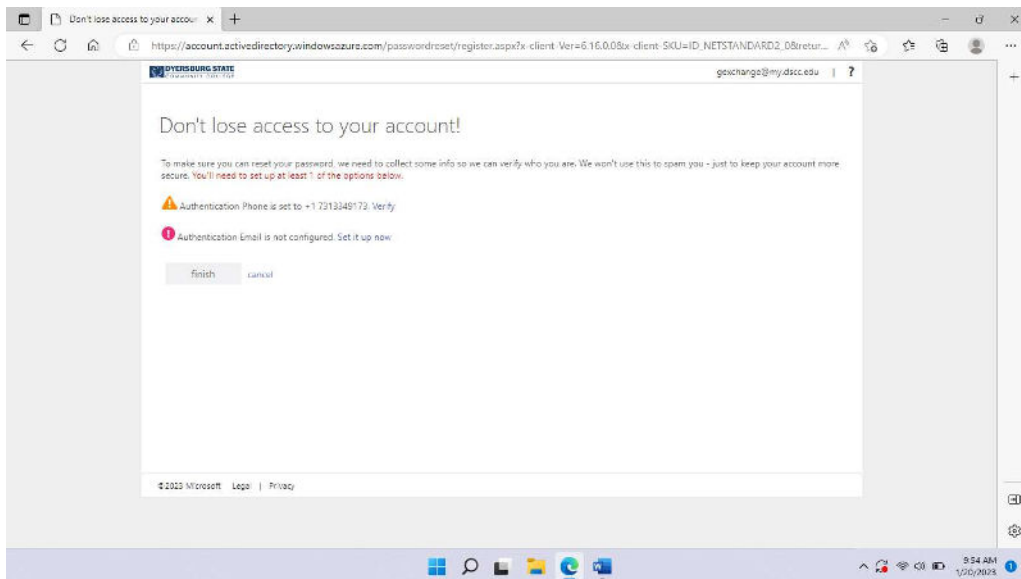 Don't lose access to your accour
https://account.activedirectory.windowsazure.com/passwordreset/register.aspx?x-client-Ver=6.16.0.0&x-client-SKU=ID_NETSTANDARD2_0&retur...
DYERSBURG STATE
COMMUNITY COLLEGE
gexchange@my.dscc.edu | ?
Don't lose access to your account!
To make sure you can reset your password, we need to collect some info so we can verify who you are. We won't use this to spam you - just to keep your account more
secure. You'll need to set up at least 1 of the options below.
Authentication Phone is set to +1 7313349173. Verify
Authentication Email is not configured. Set it up now
finish cancel
©2023 Microsoft Legal | Privacy
9:54 AM
1/20/2023
1